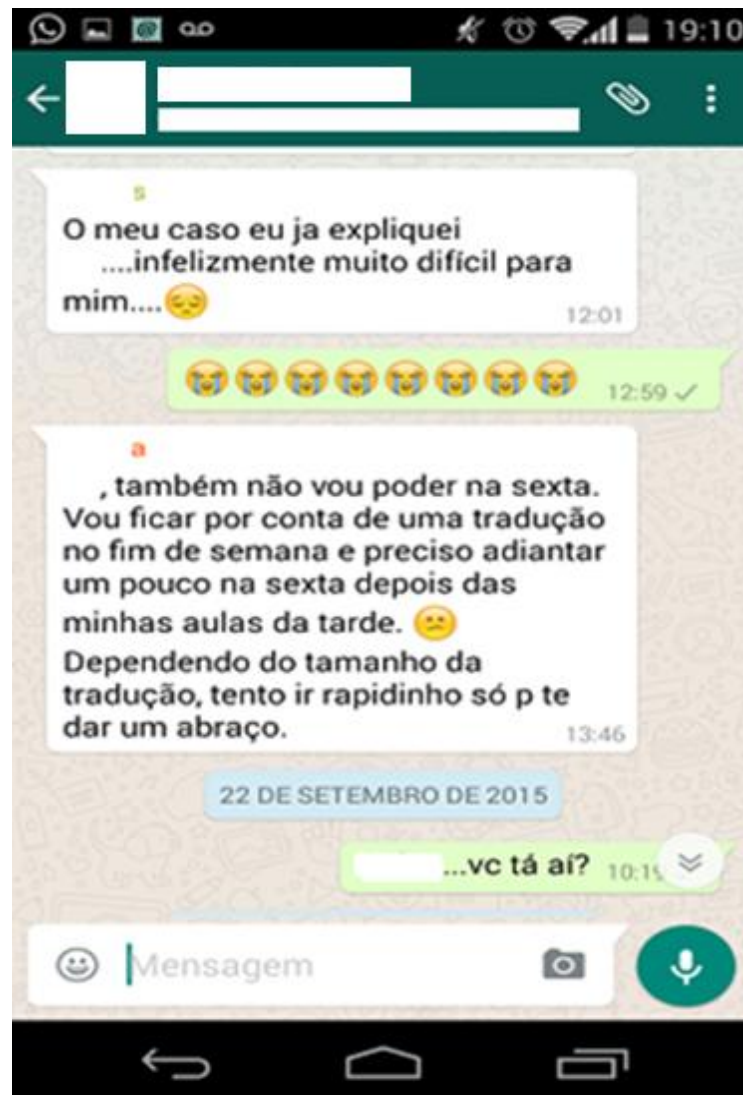 19:10
s
O meu caso eu ja expliquei
....infelizmente muito difícil para
mim....😔
12:01
😭😭😭😭😭😭😭😭 12:59
a
, também não vou poder na sexta.
Vou ficar por conta de uma tradução
no fim de semana e preciso adiantar
um pouco na sexta depois das
minhas aulas da tarde. 😕
Dependendo do tamanho da
tradução, tento ir rapidinho só p te
dar um abraço.
13:46
22 DE SETEMBRO DE 2015
...vc tá aí?
Mensagem